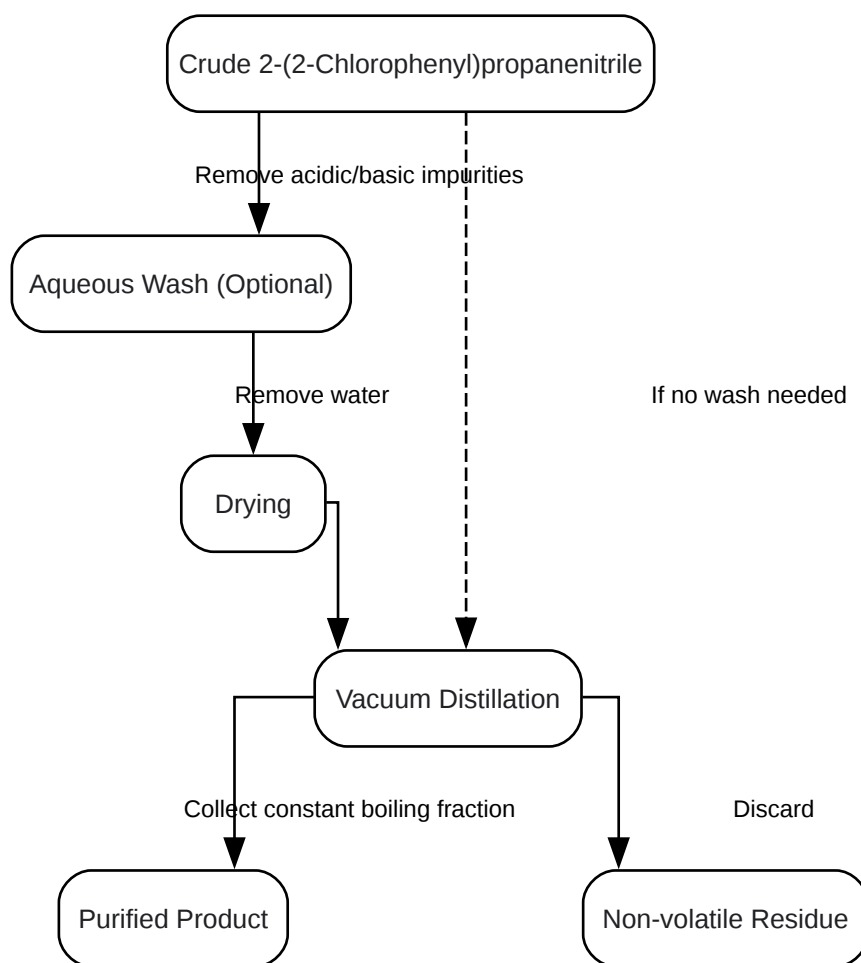 Crude 2-(2-Chlorophenyl)propanenitrile
Remove acidic/basic impurities
Aqueous Wash (Optional)
Remove water
If no wash needed
Drying
Vacuum Distillation
Collect constant boiling fraction
Discard
Purified Product
Non-volatile Residue